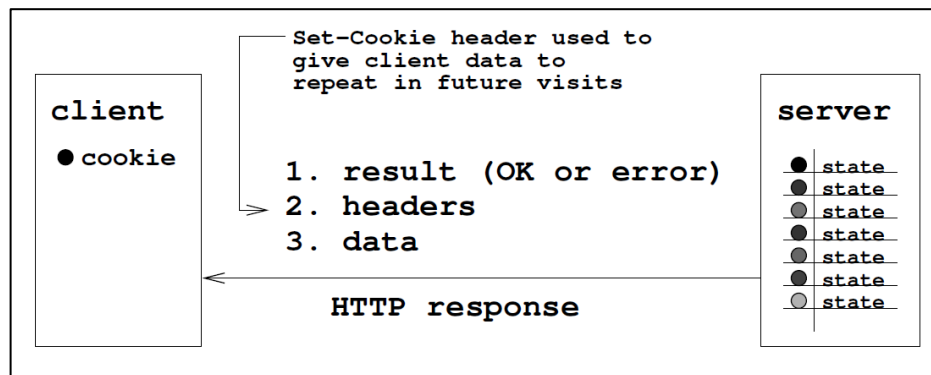 Set-Cookie header used to
give client data to
repeat in future visits
client
cookie
1. result (OK or error)
2. headers
3. data
HTTP response
server
state
state
state
state
state
state
state